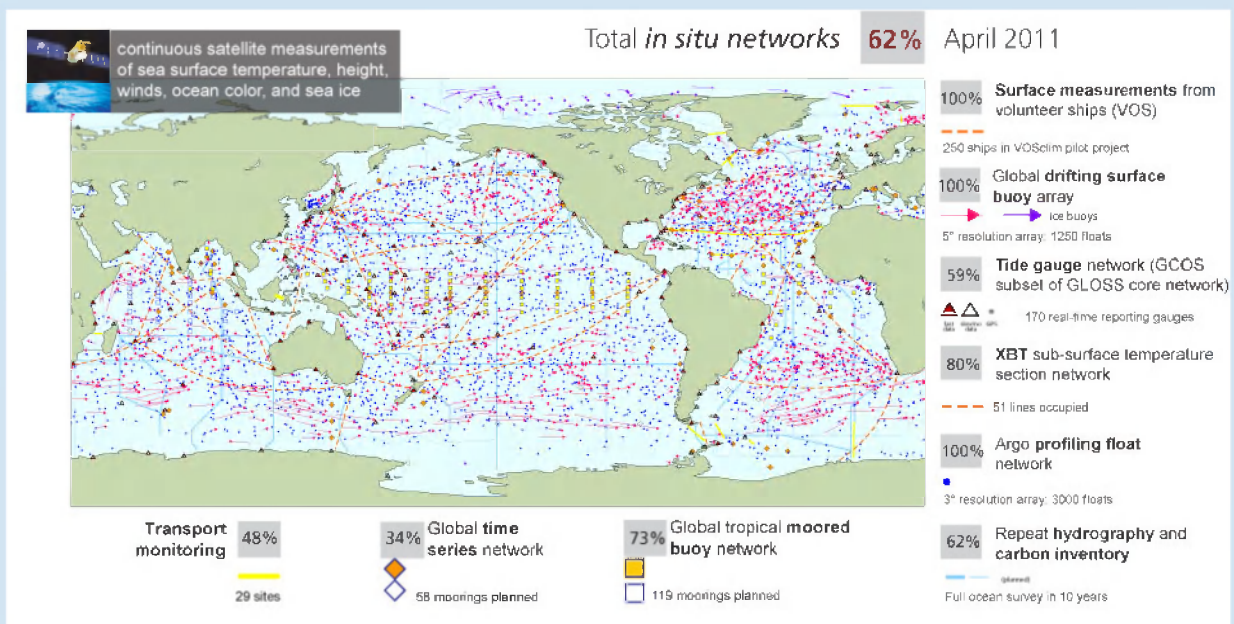 continuous satellite measurements
of sea surface temperature, height,
winds, ocean color, and sea ice
Total in situ networks 62% April 2011
100% Surface measurements from
volunteer ships (VOS)
250 ships in VOSclim pilot project
100% Global drifting surface
buoy array
ice buoys
5° resolution array: 1250 floats
59% Tide gauge network (GCOS
subset of GLOSS core network)
170 real-time reporting gauges
80% XBT sub-surface temperature
section network
51 lines occupied
100% Argo profiling float
network
3° resolution array: 3000 floats
62% Repeat hydrography and
carbon inventory
(planned)
Full ocean survey in 10 years
Transport
monitoring 48%
29 sites
34% Global time
series network
58 moorings planned
73% Global tropical moored
buoy network
119 moorings planned